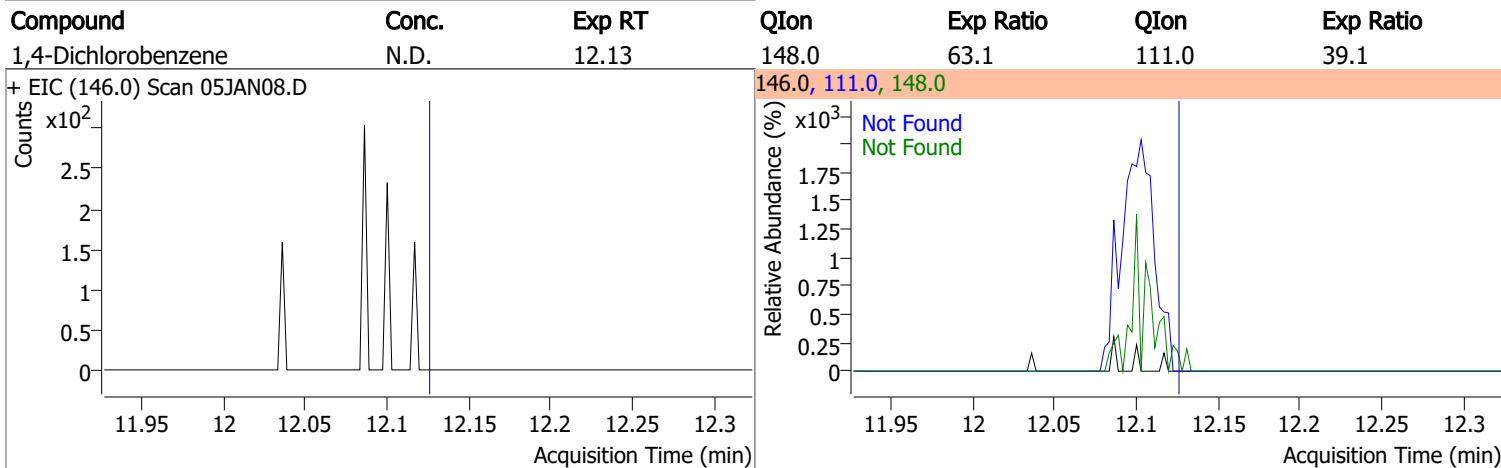 Compound Conc. Exp RT QIon Exp Ratio QIon Exp Ratio
1,4-Dichlorobenzene N.D. 12.13 148.0 63.1 111.0 39.1
+ EIC (146.0) Scan 05JAN08.D
Counts
x10²
2.5
2
1.5
1
0.5
0
11.95 12 12.05 12.1 12.15 12.2 12.25 12.3
Acquisition Time (min)
146.0, 111.0, 148.0
Relative Abundance (%)
x10³
Not Found
Not Found
1.75
1.5
1.25
1
0.75
0.5
0.25
0
11.95 12 12.05 12.1 12.15 12.2 12.25 12.3
Acquisition Time (min)